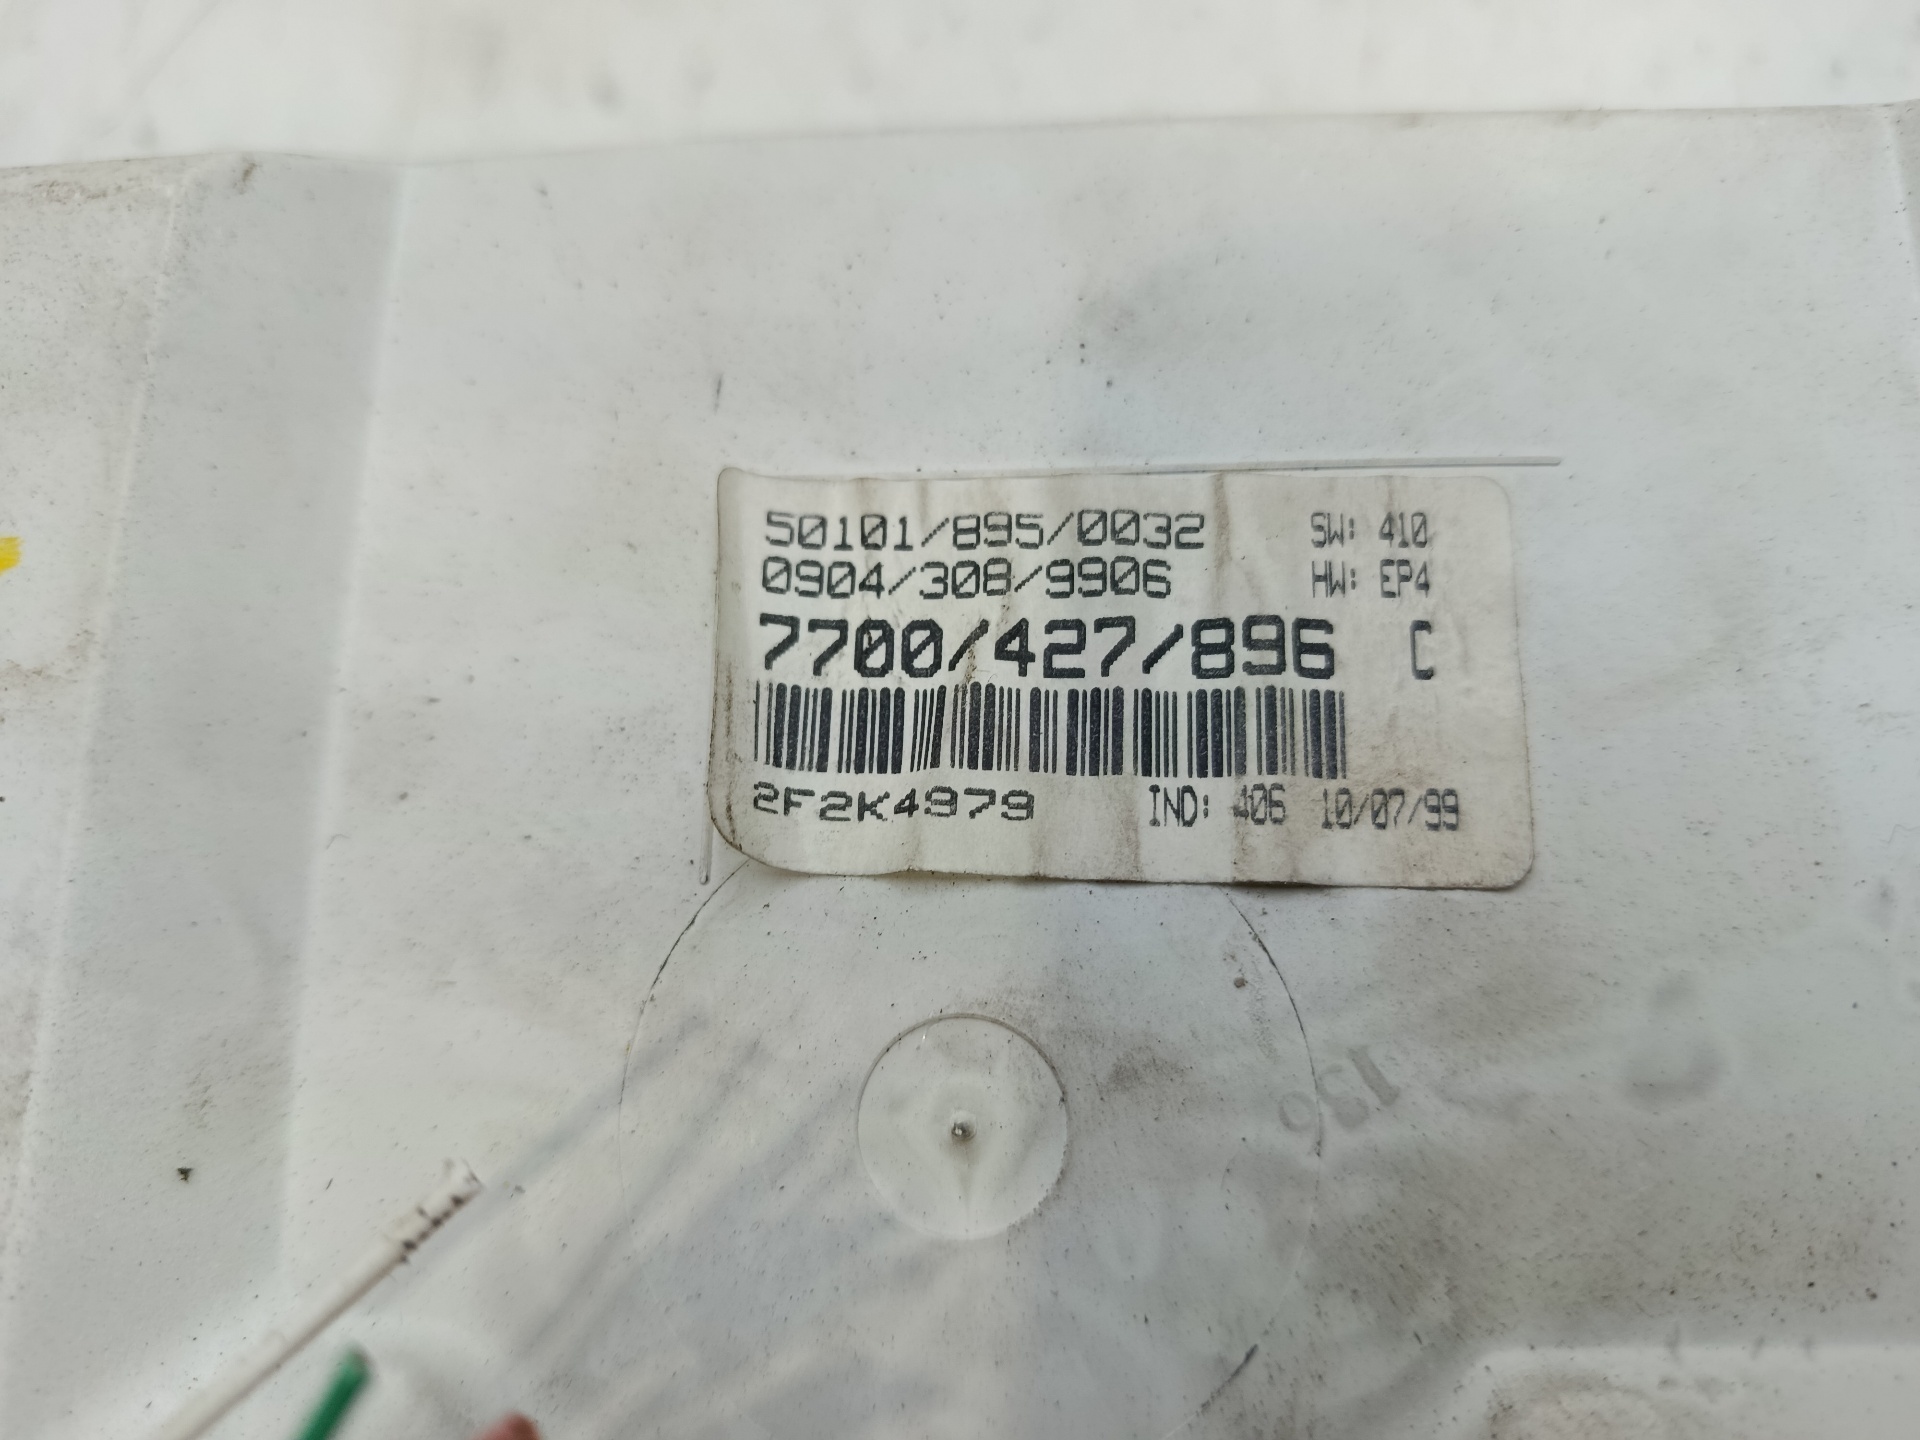 50101/895/0032 SW: 410
0904/308/9906 HW: EP4
7700/427/896 C
2F2K4979 IND: 406 10/07/99
136